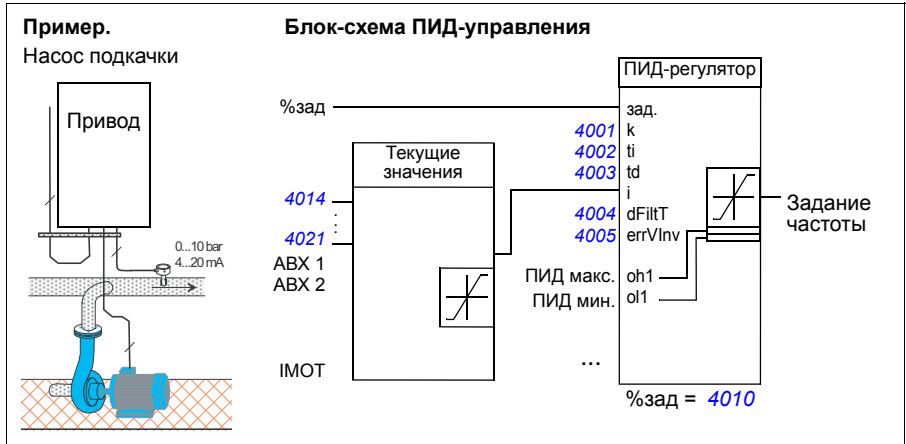 Пример.
Насос подкачки
Привод
0...10 bar
4...20 mA
Блок-схема ПИД-управления
%зад
Текущие
значения
4014
:
4021
АВХ 1
АВХ 2
IMOT
ПИД-регулятор
зад.
4001 k
4002 ti
4003 td
i
4004 dFiltT
4005 errVInv
ПИД макс. oh1
ПИД мин. ol1
...
Задание
частоты
%зад = 4010